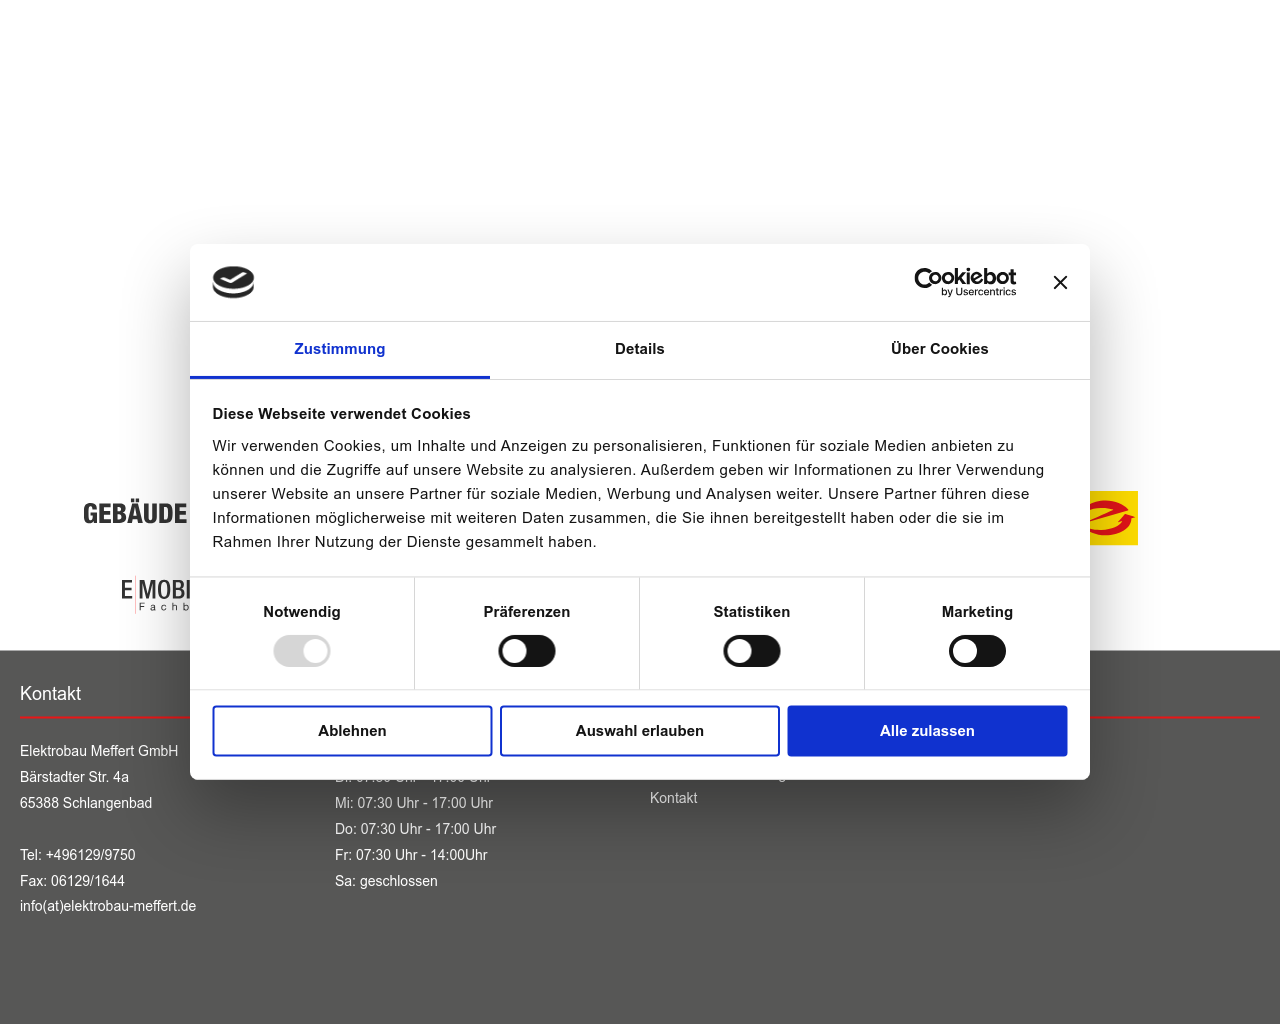 Cookiebot
by Usercentrics
Zustimmung
Details
Über Cookies
Diese Webseite verwendet Cookies
Wir verwenden Cookies, um Inhalte und Anzeigen zu personalisieren, Funktionen für soziale Medien anbieten zu
können und die Zugriffe auf unsere Website zu analysieren. Außerdem geben wir Informationen zu Ihrer Verwendung
unserer Website an unsere Partner für soziale Medien, Werbung und Analysen weiter. Unsere Partner führen diese
Informationen möglicherweise mit weiteren Daten zusammen, die Sie ihnen bereitgestellt haben oder die sie im
Rahmen Ihrer Nutzung der Dienste gesammelt haben.
Notwendig
Präferenzen
Statistiken
Marketing
Ablehnen
Auswahl erlauben
Alle zulassen
GEBÄUDE
Kontakt
Elektrobau Meffert GmbH
Bärstadter Str. 4a
65388 Schlangenbad
Tel: +496129/9750
Fax: 06129/1644
info(at)elektrobau-meffert.de
Mi: 07:30 Uhr - 17:00 Uhr
Do: 07:30 Uhr - 17:00 Uhr
Fr: 07:30 Uhr - 14:00Uhr
Sa: geschlossen
Kontakt